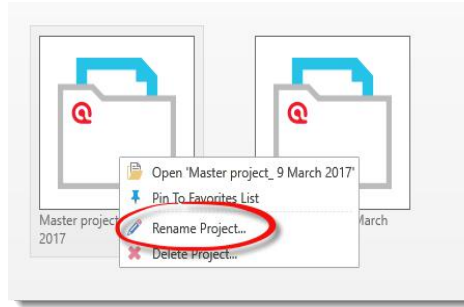 Open 'Master project_ 9 March 2017'
Pin To Favorites List
Master project
March
2017
Rename Project...
Delete Project...